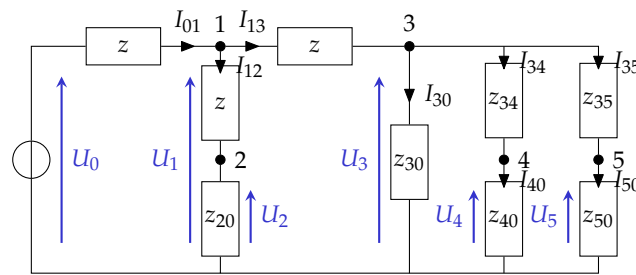 I01 1 I13 3
z z
I12 I34 I35
z I30 z34 z35
U0 U1 2 U3 z30 4 5
I40 I50
z20 U2 U4 z40 U5 z50